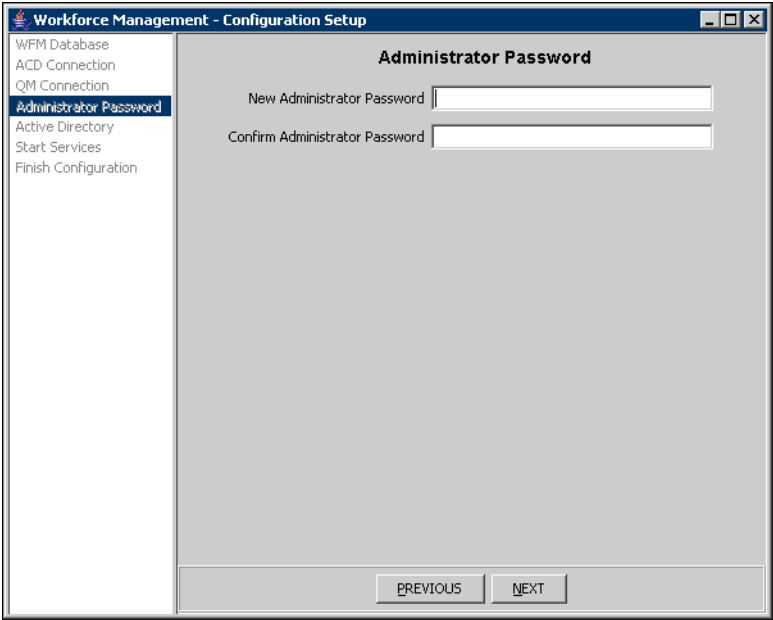 Workforce Management - Configuration Setup
WFM Database
ACD Connection
QM Connection
Administrator Password
Active Directory
Start Services
Finish Configuration
Administrator Password
New Administrator Password
Confirm Administrator Password
PREVIOUS
NEXT